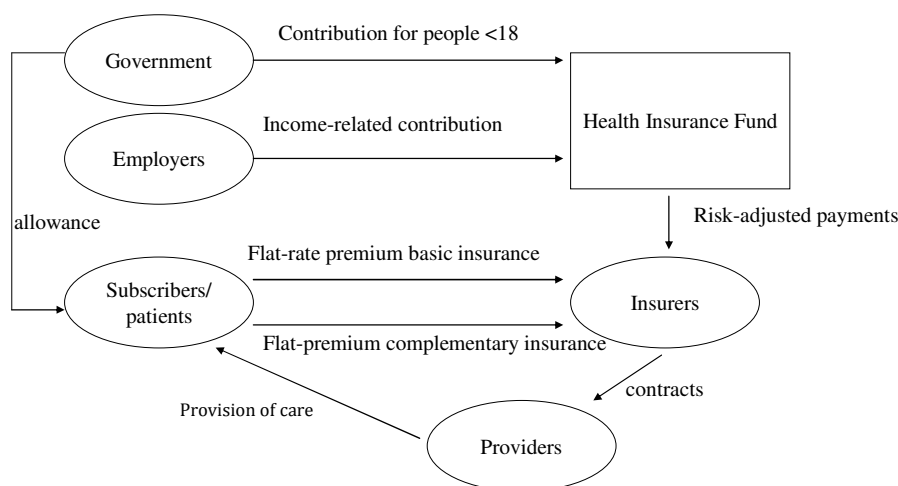 Contribution for people <18
Government
Health Insurance Fund
Income-related contribution
Employers
allowance
Risk-adjusted payments
Flat-rate premium basic insurance
Subscribers/
patients
Insurers
Flat-premium complementary insurance
contracts
Provision of care
Providers